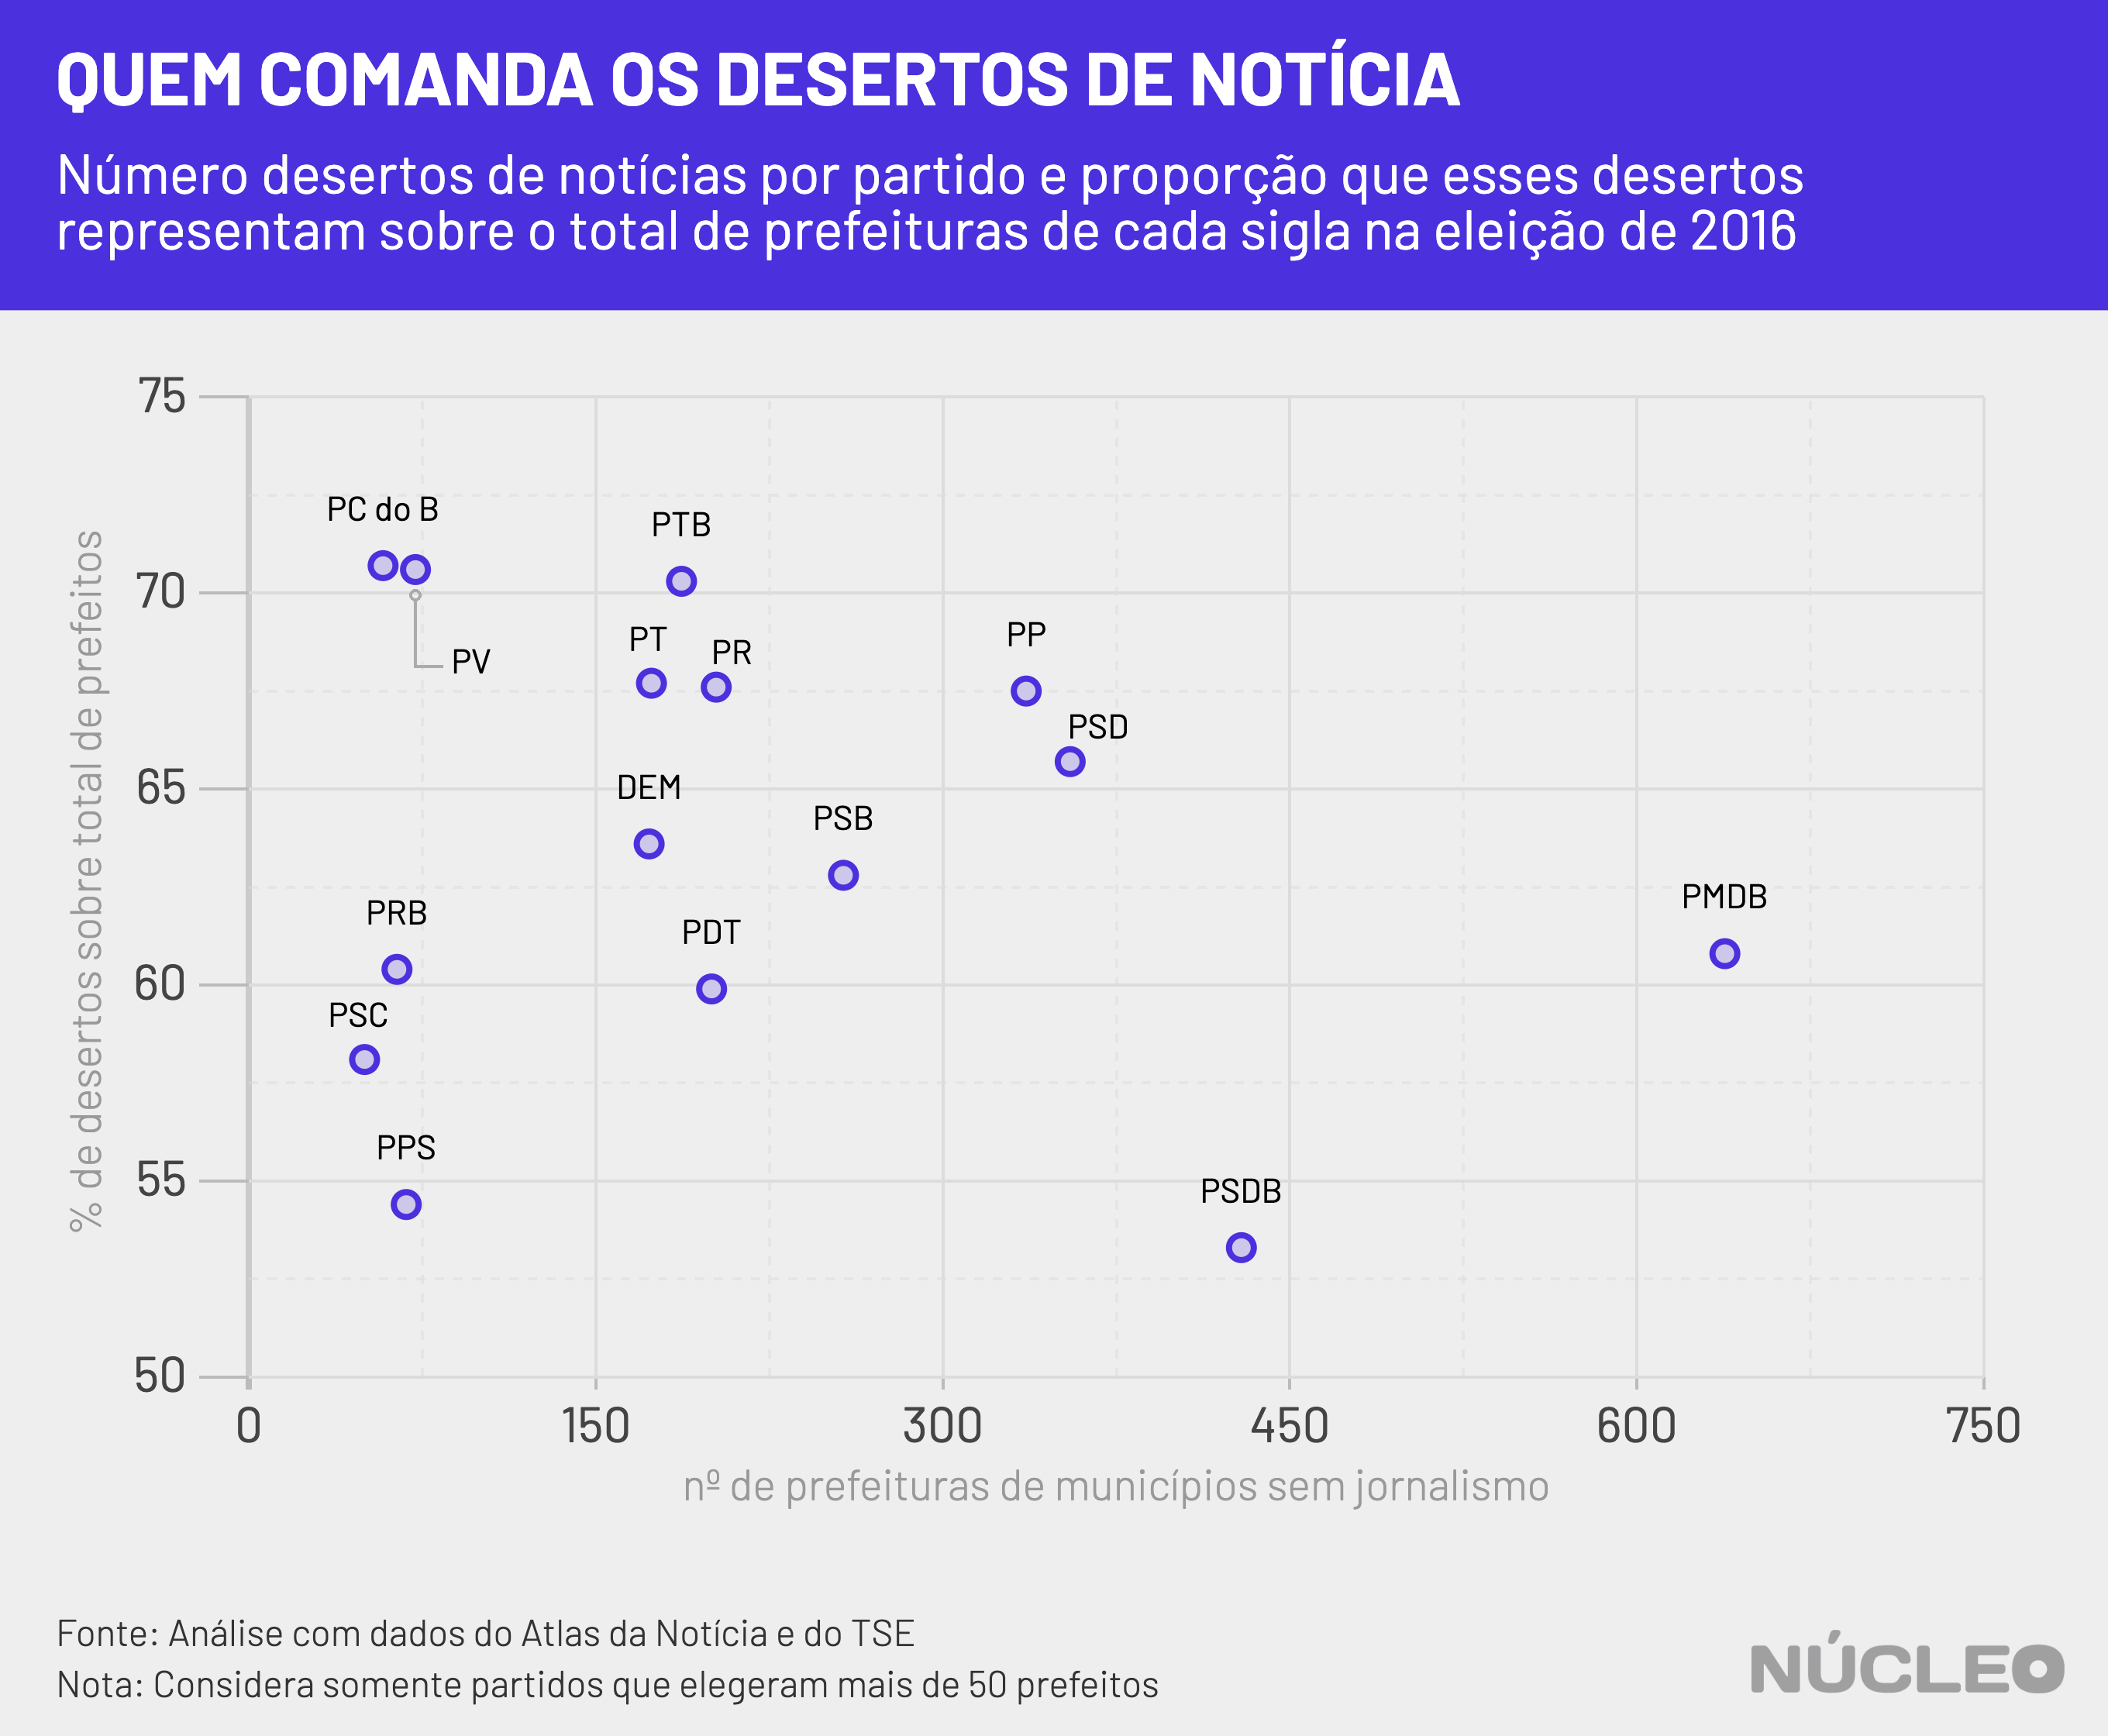 QUEM COMANDA OS DESERTOS DE NOTÍCIA
Número desertos de notícias por partido e proporção que esses desertos
representam sobre o total de prefeituras de cada sigla na eleição de 2016
% de desertos sobre total de prefeitos
75
70
65
60
55
50
PC do B
PTB
PV
PT
PR
PP
PSD
DEM
PSB
PRB
PDT
PMDB
PSC
PPS
PSDB
0 150 300 450 600 750
nº de prefeituras de municípios sem jornalismo
Fonte: Análise com dados do Atlas da Notícia e do TSE
Nota: Considera somente partidos que elegeram mais de 50 prefeitos
NÚCLEO